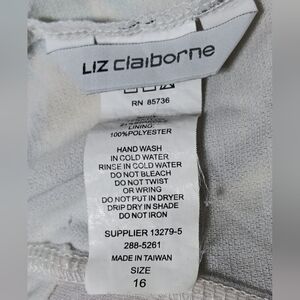 LIZ claiborne
RN 85736
LINING:
100%POLYESTER
HAND WASH
IN COLD WATER
RINSE IN COLD WATER
DO NOT BLEACH
DO NOT TWIST
OR WRING
DO NOT PUT IN DRYER
DRIP DRY IN SHADE
DO NOT IRON
SUPPLIER 13279-5
288-5261
MADE IN TAIWAN
SIZE
16